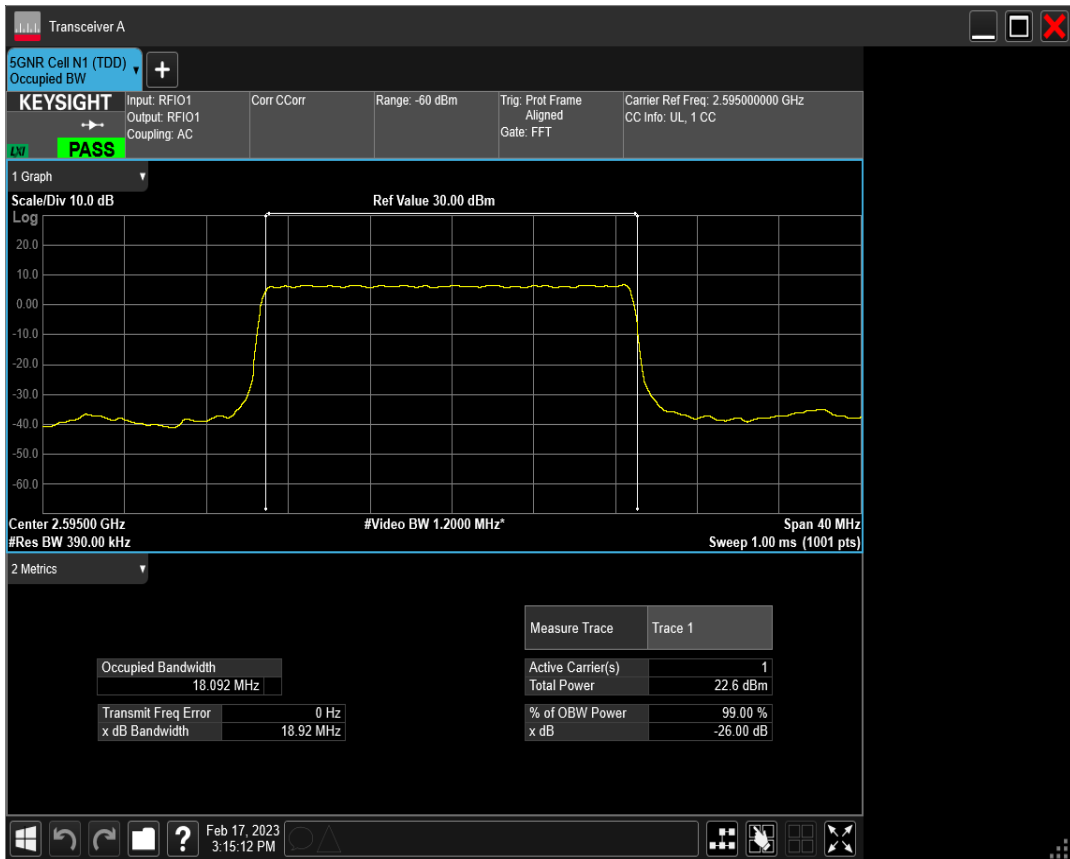 Transceiver A
5GNR Cell N1 (TDD)
Occupied BW
KEYSIGHT
Input: RFIO1
Output: RFIO1
Coupling: AC
Corr CCorr
Range: -60 dBm
Trig: Prot Frame
Aligned
Gate: FFT
Carrier Ref Freq: 2.595000000 GHz
CC Info: UL, 1 CC
LXI
PASS
1 Graph
Scale/Div 10.0 dB
Ref Value 30.00 dBm
Log
20.0
10.0
0.00
-10.0
-20.0
-30.0
-40.0
-50.0
-60.0
Center 2.59500 GHz
#Video BW 1.2000 MHz*
Span 40 MHz
#Res BW 390.00 kHz
Sweep 1.00 ms (1001 pts)
2 Metrics
Measure Trace Trace 1
Occupied Bandwidth
18.092 MHz
Active Carrier(s) 1
Total Power 22.6 dBm
Transmit Freq Error 0 Hz
x dB Bandwidth 18.92 MHz
% of OBW Power 99.00 %
x dB -26.00 dB
?
Feb 17, 2023
3:15:12 PM